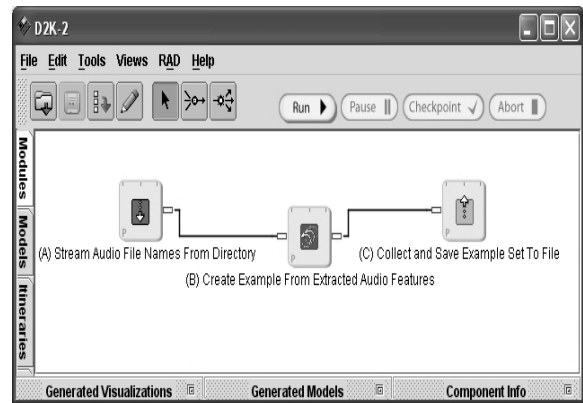 D2K-2
File Edit Tools Views RAD Help
Run Pause Checkpoint Abort
Modules
Models
Itineraries
(A) Stream Audio File Names From Directory
(C) Collect and Save Example Set To File
(B) Create Example From Extracted Audio Features
P
P
P
Generated Visualizations Generated Models Component Info